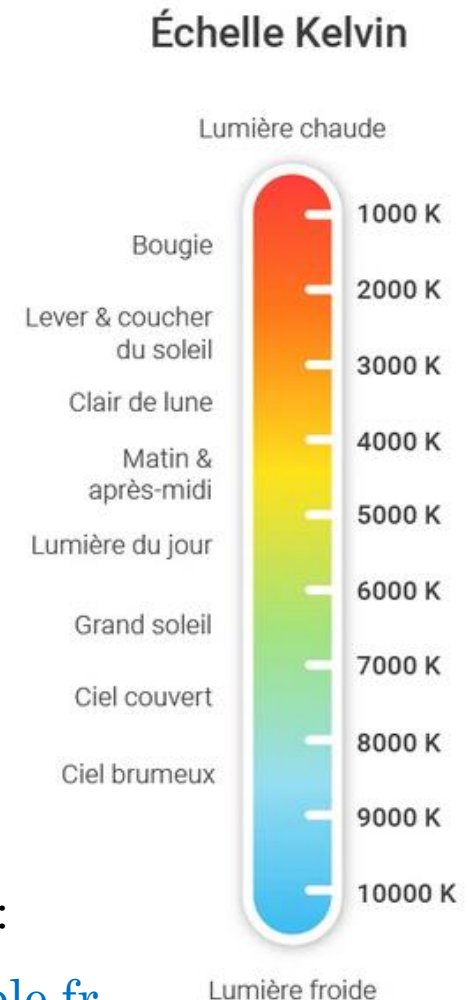 Échelle Kelvin
Lumière chaude
1000 K
Bougie
2000 K
Lever & coucher
du soleil
3000 K
Clair de lune
4000 K
Matin &
après-midi
5000 K
Lumière du jour
6000 K
Grand soleil
7000 K
Ciel couvert
8000 K
Ciel brumeux
9000 K
10000 K
:
Lumière froide